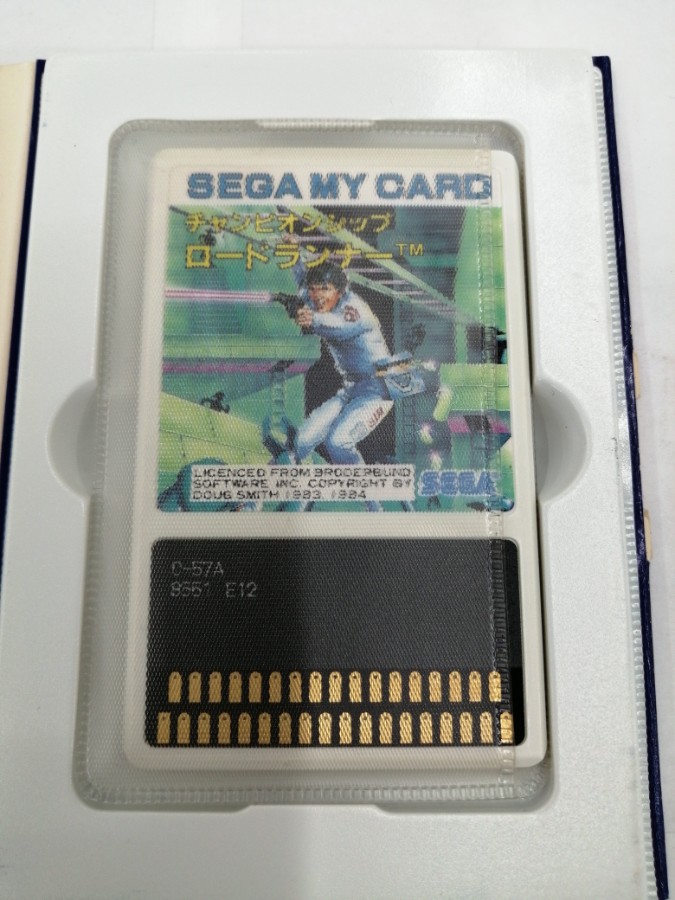 SEGA MY CARD
チャンピオンシップ
ロードランナー™
LICENCED FROM BRODERBUND
SOFTWARE INC. COPYRIGHT BY
DOUG SMITH 1983, 1984
SEGA
C-57A
8551 E12